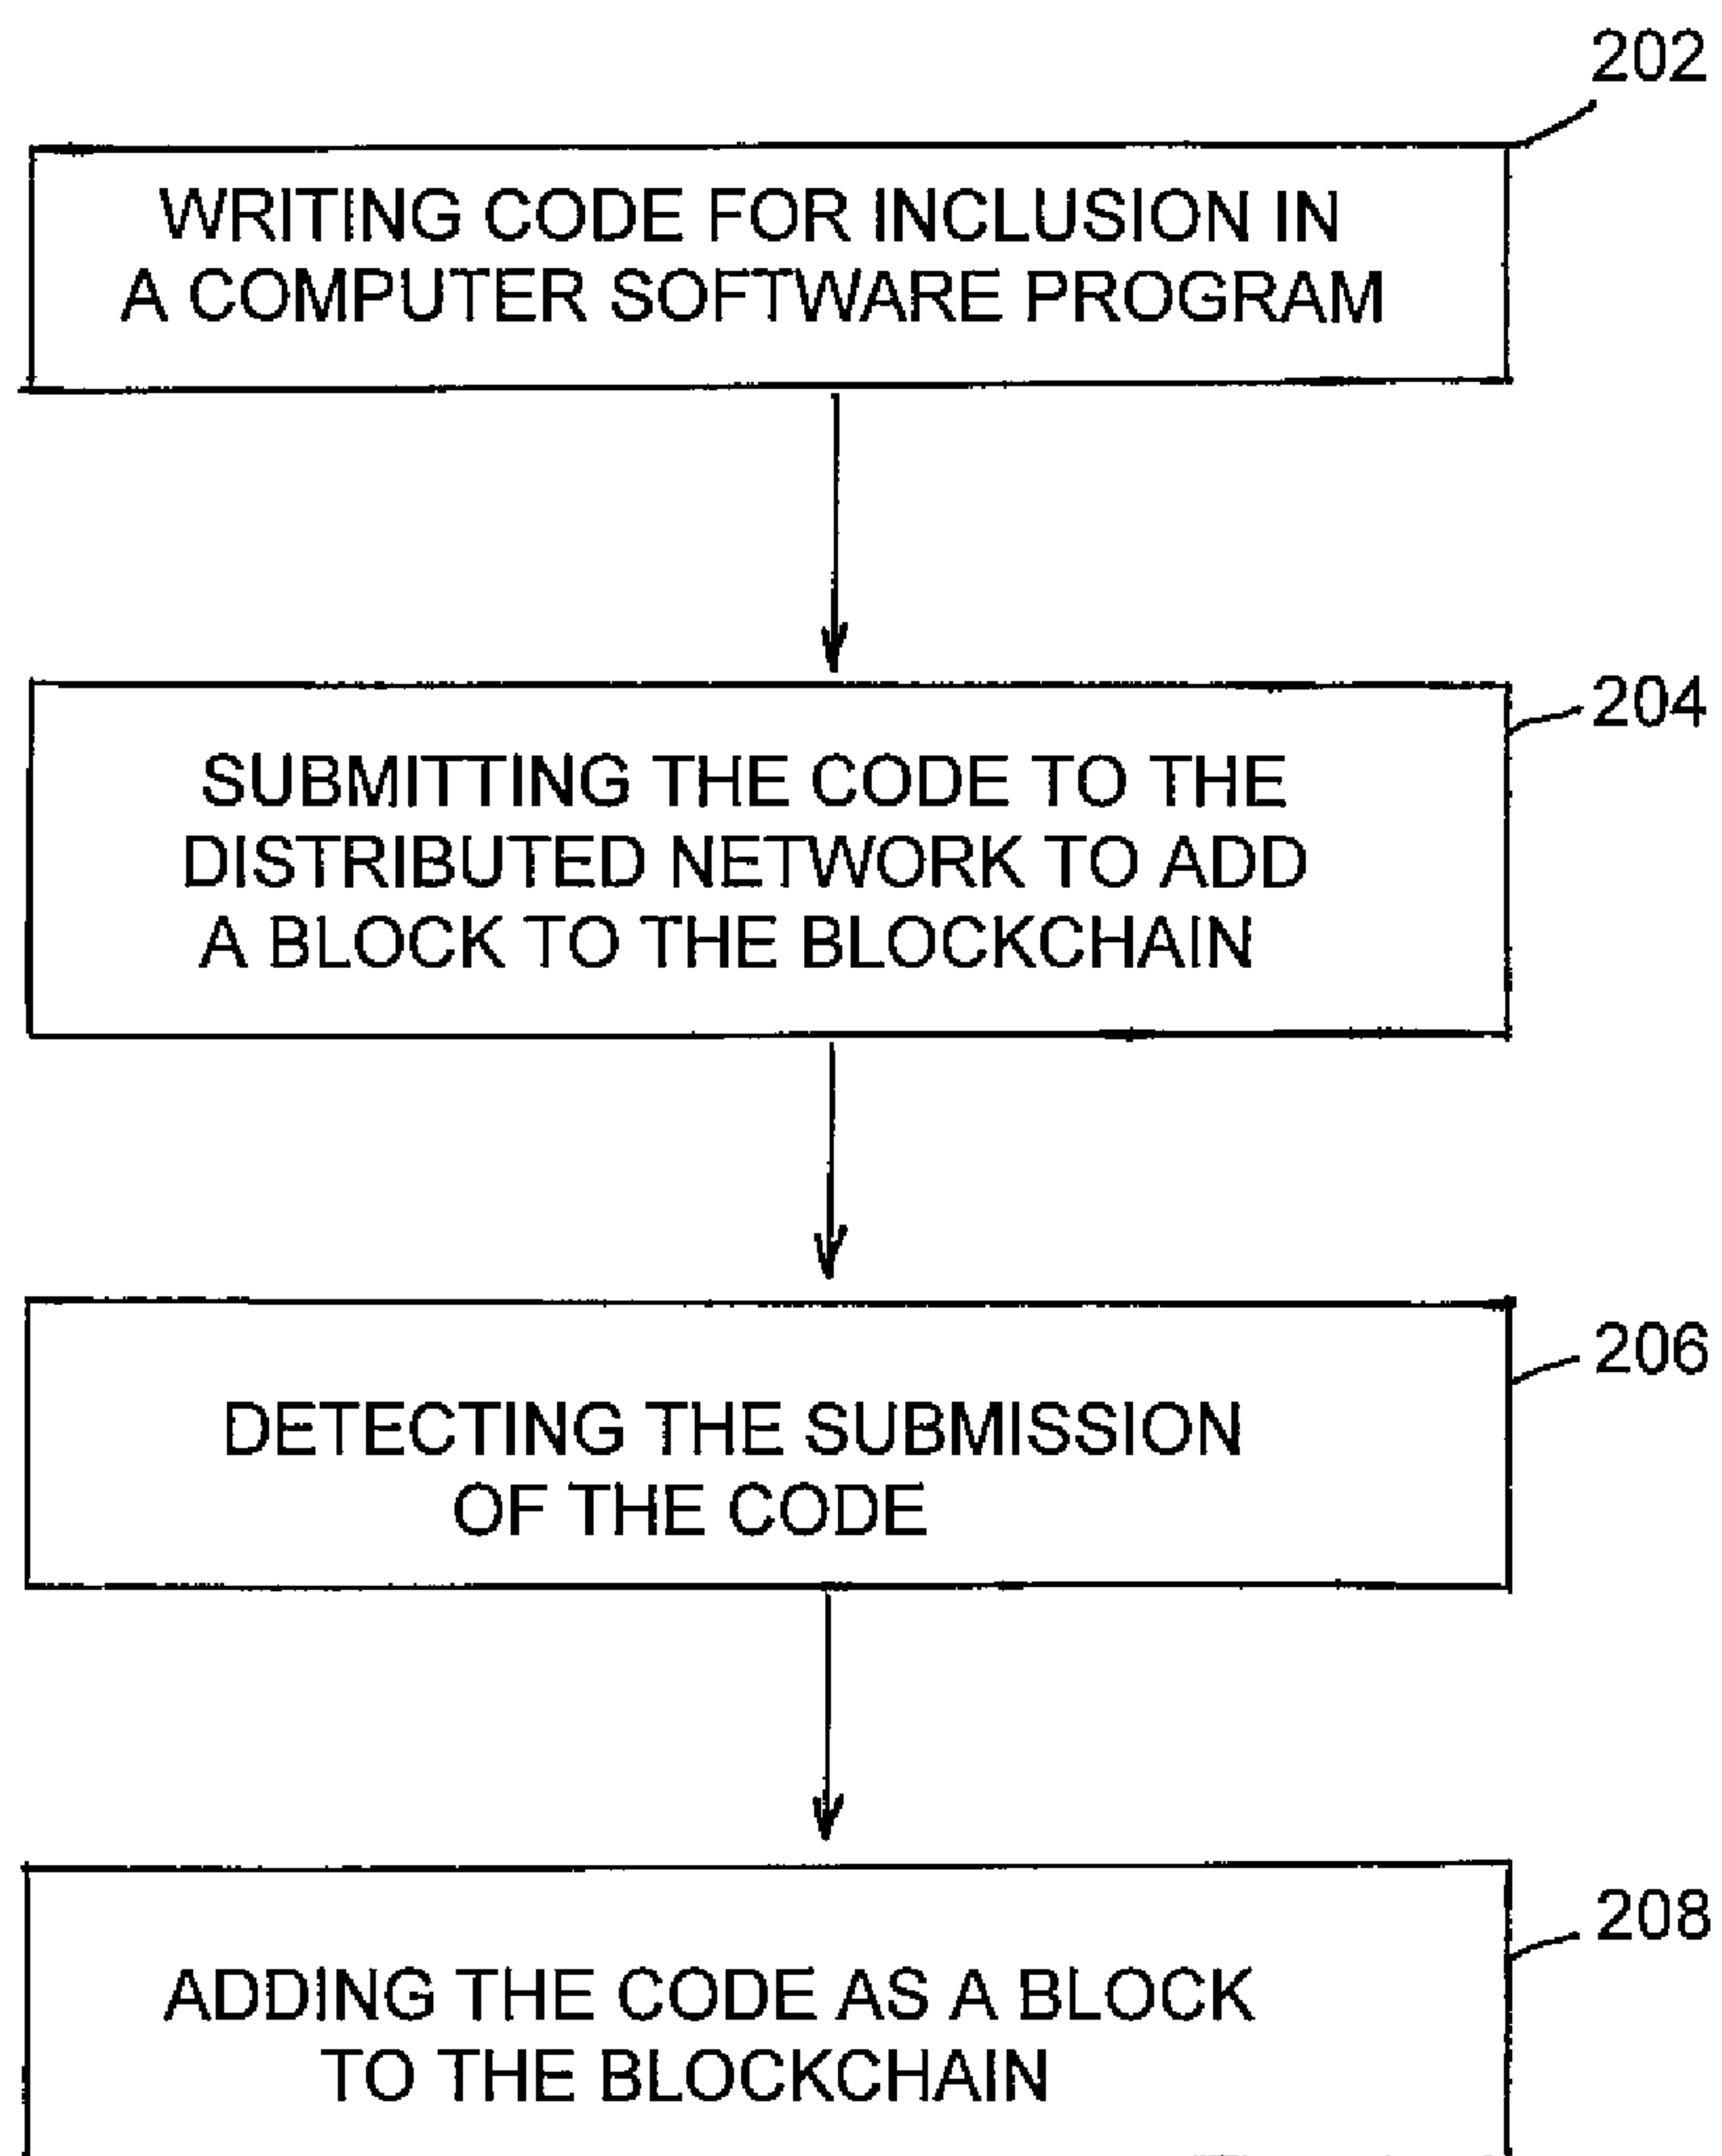 202
WRITING CODE FOR INCLUSION IN
A COMPUTER SOFTWARE PROGRAM
204
SUBMITTING THE CODE TO THE
DISTRIBUTED NETWORK TO ADD
A BLOCK TO THE BLOCKCHAIN
206
DETECTING THE SUBMISSION
OF THE CODE
208
ADDING THE CODE AS A BLOCK
TO THE BLOCKCHAIN